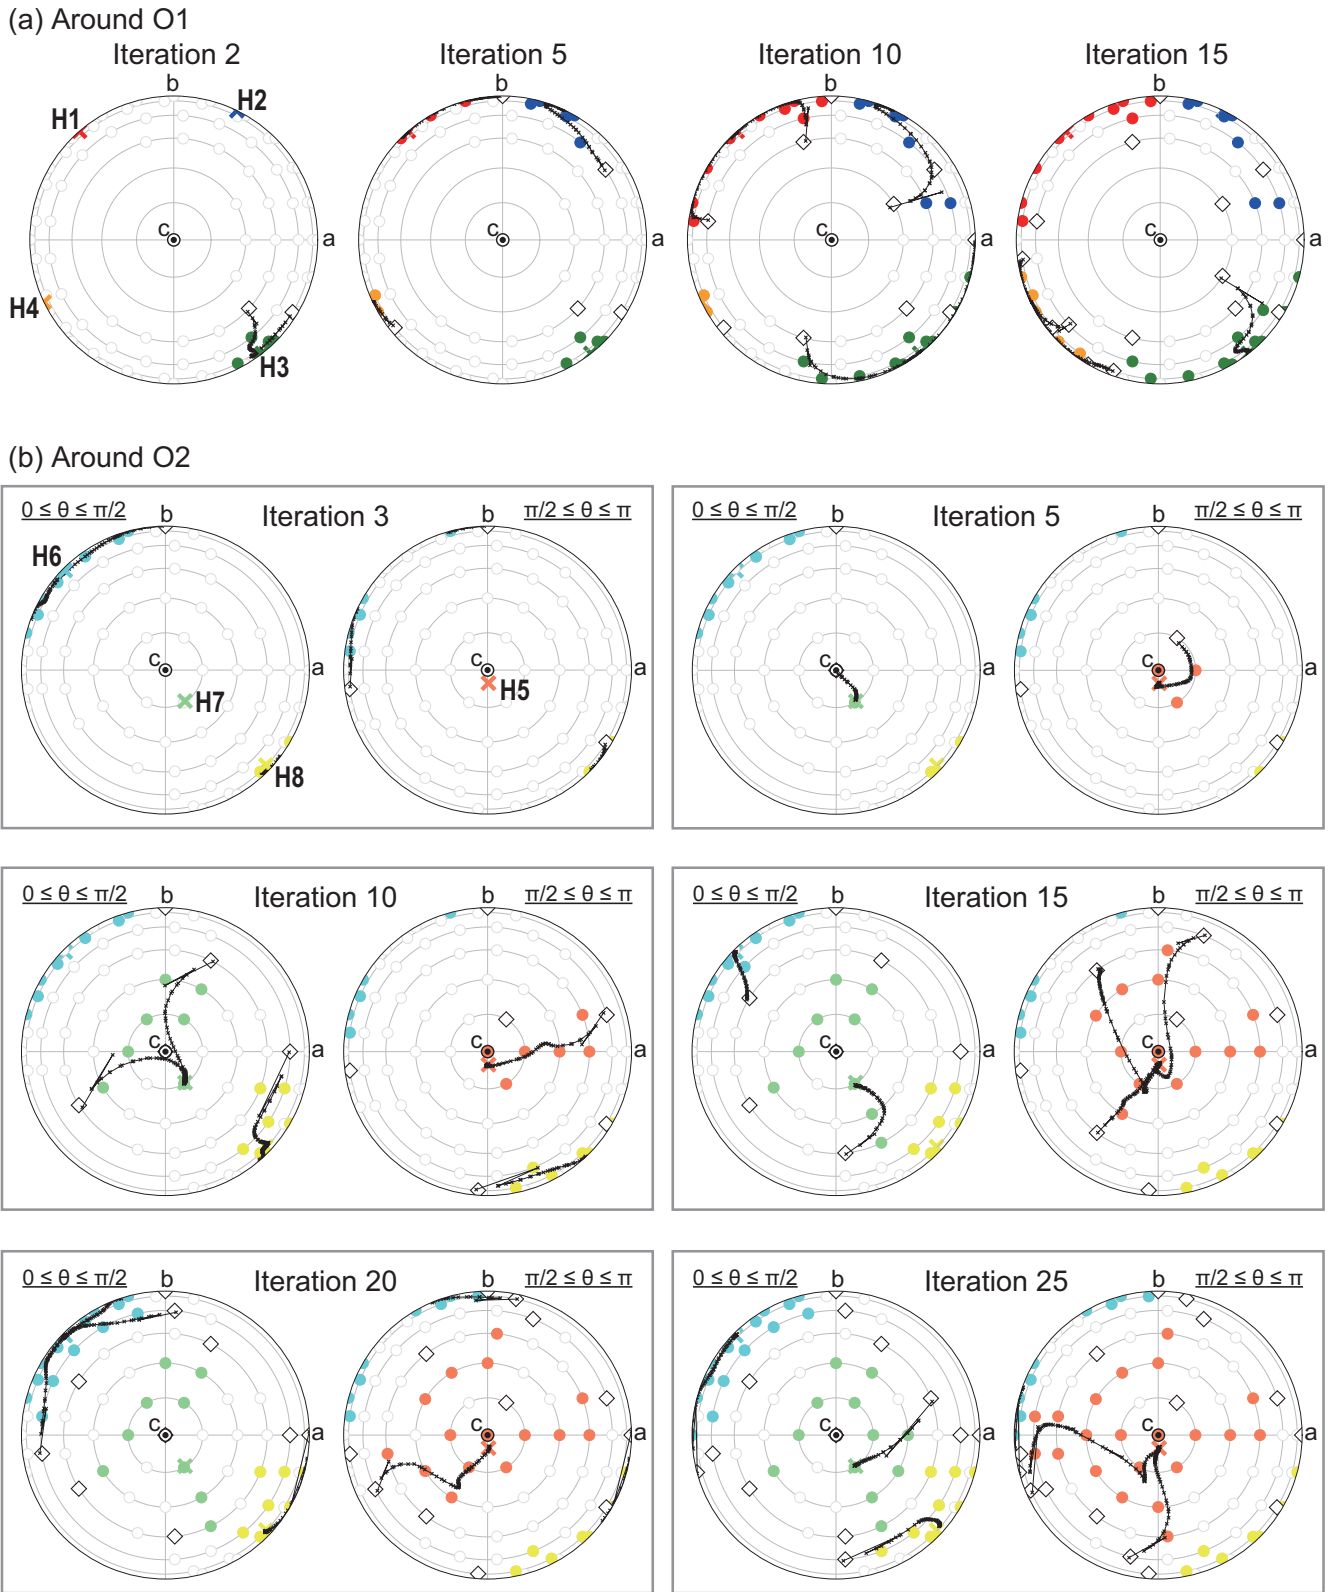 (a) Around O1
Iteration 2 Iteration 5 Iteration 10 Iteration 15
b b b b
H1 H2
c a c a c a c a
H4
H3
(b) Around O2
0 ≤ θ ≤ π/2 b Iteration 3 b π/2 ≤ θ ≤ π
H6
c a c
H7 H5
H8
0 ≤ θ ≤ π/2 b Iteration 5 b π/2 ≤ θ ≤ π
c a c a
0 ≤ θ ≤ π/2 b Iteration 10 b π/2 ≤ θ ≤ π
c a c
0 ≤ θ ≤ π/2 b Iteration 15 b π/2 ≤ θ ≤ π
c a c a
0 ≤ θ ≤ π/2 b Iteration 20 b π/2 ≤ θ ≤ π
c a c
0 ≤ θ ≤ π/2 b Iteration 25 b π/2 ≤ θ ≤ π
c a c a